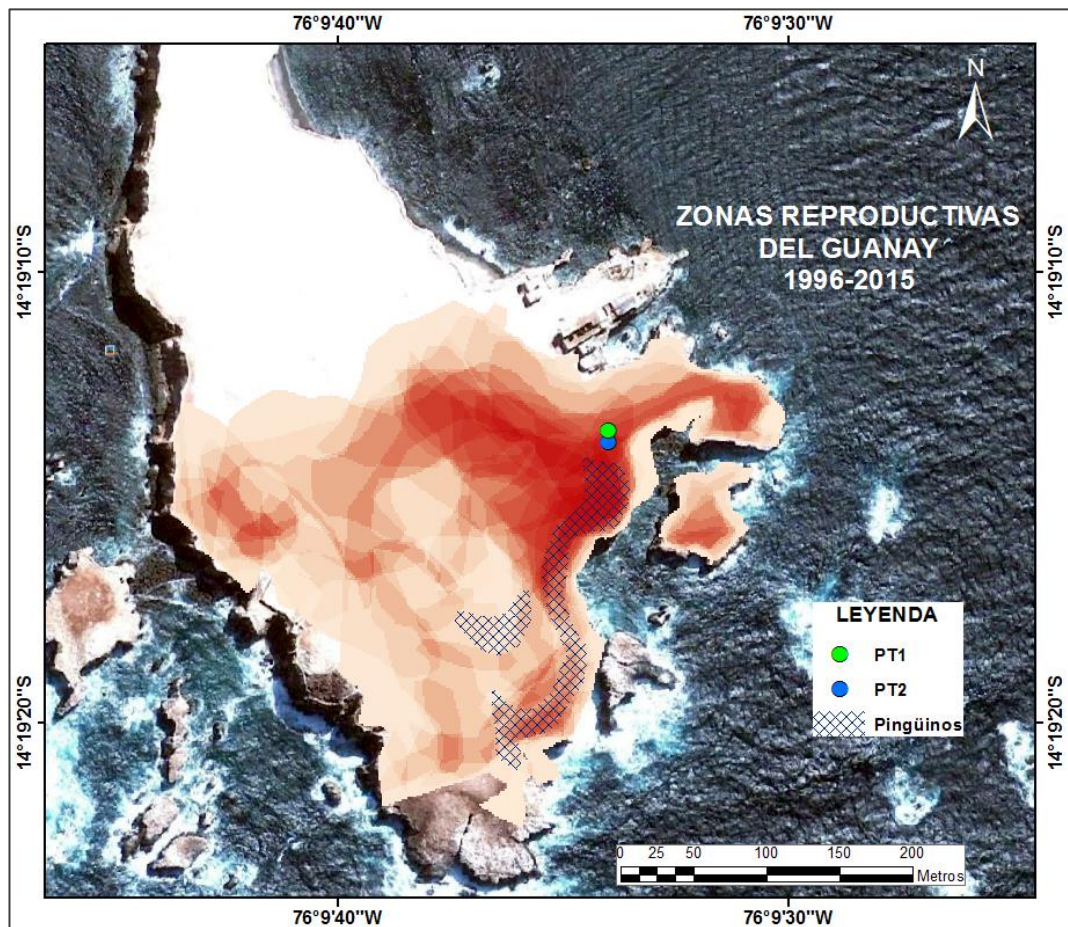 76°9'40"W
76°9'30"W
N
ZONAS REPRODUCTIVAS
DEL GUANAY
1996-2015
14°19'10"S
14°19'10"S
LEYENDA
PT1
PT2
Pingüinos
14°19'20"S
14°19'20"S
0 25 50 100 150 200
Metros
76°9'40"W
76°9'30"W